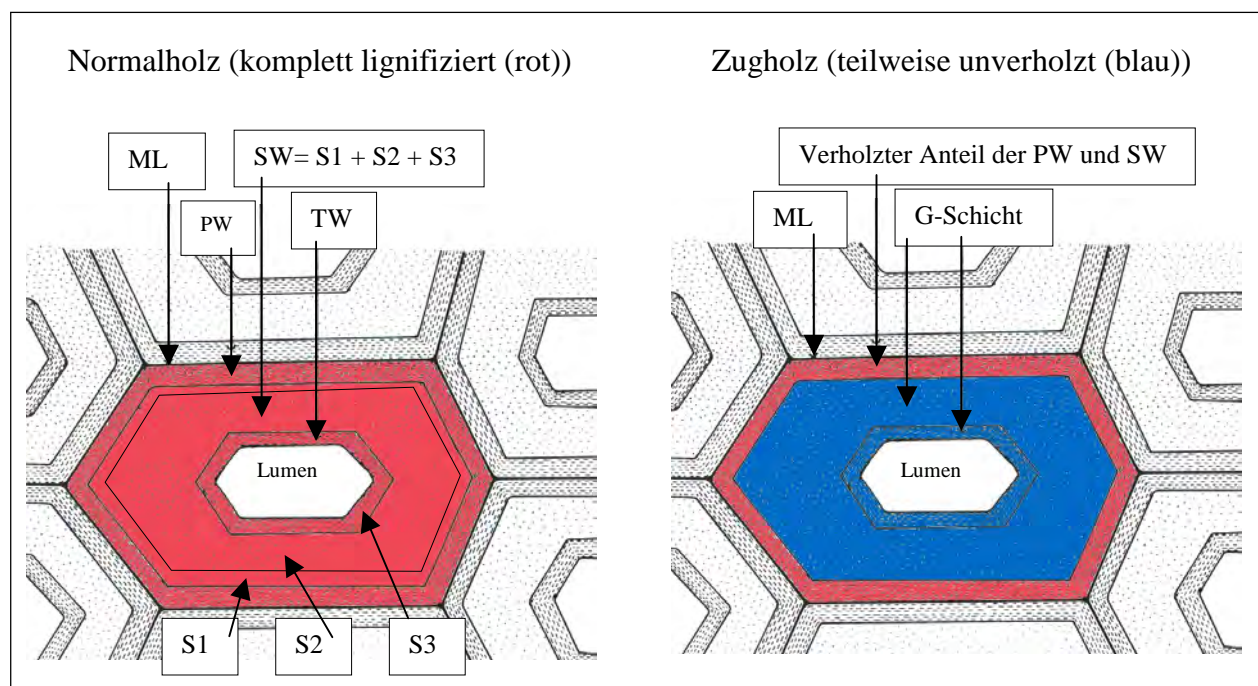 Normalholz (komplett lignifiziert (rot))
ML
SW= S1 + S2 + S3
PW
TW
Lumen
S1
S2
S3
Zugholz (teilweise unverholzt (blau))
Verholzter Anteil der PW und SW
ML
G-Schicht
Lumen